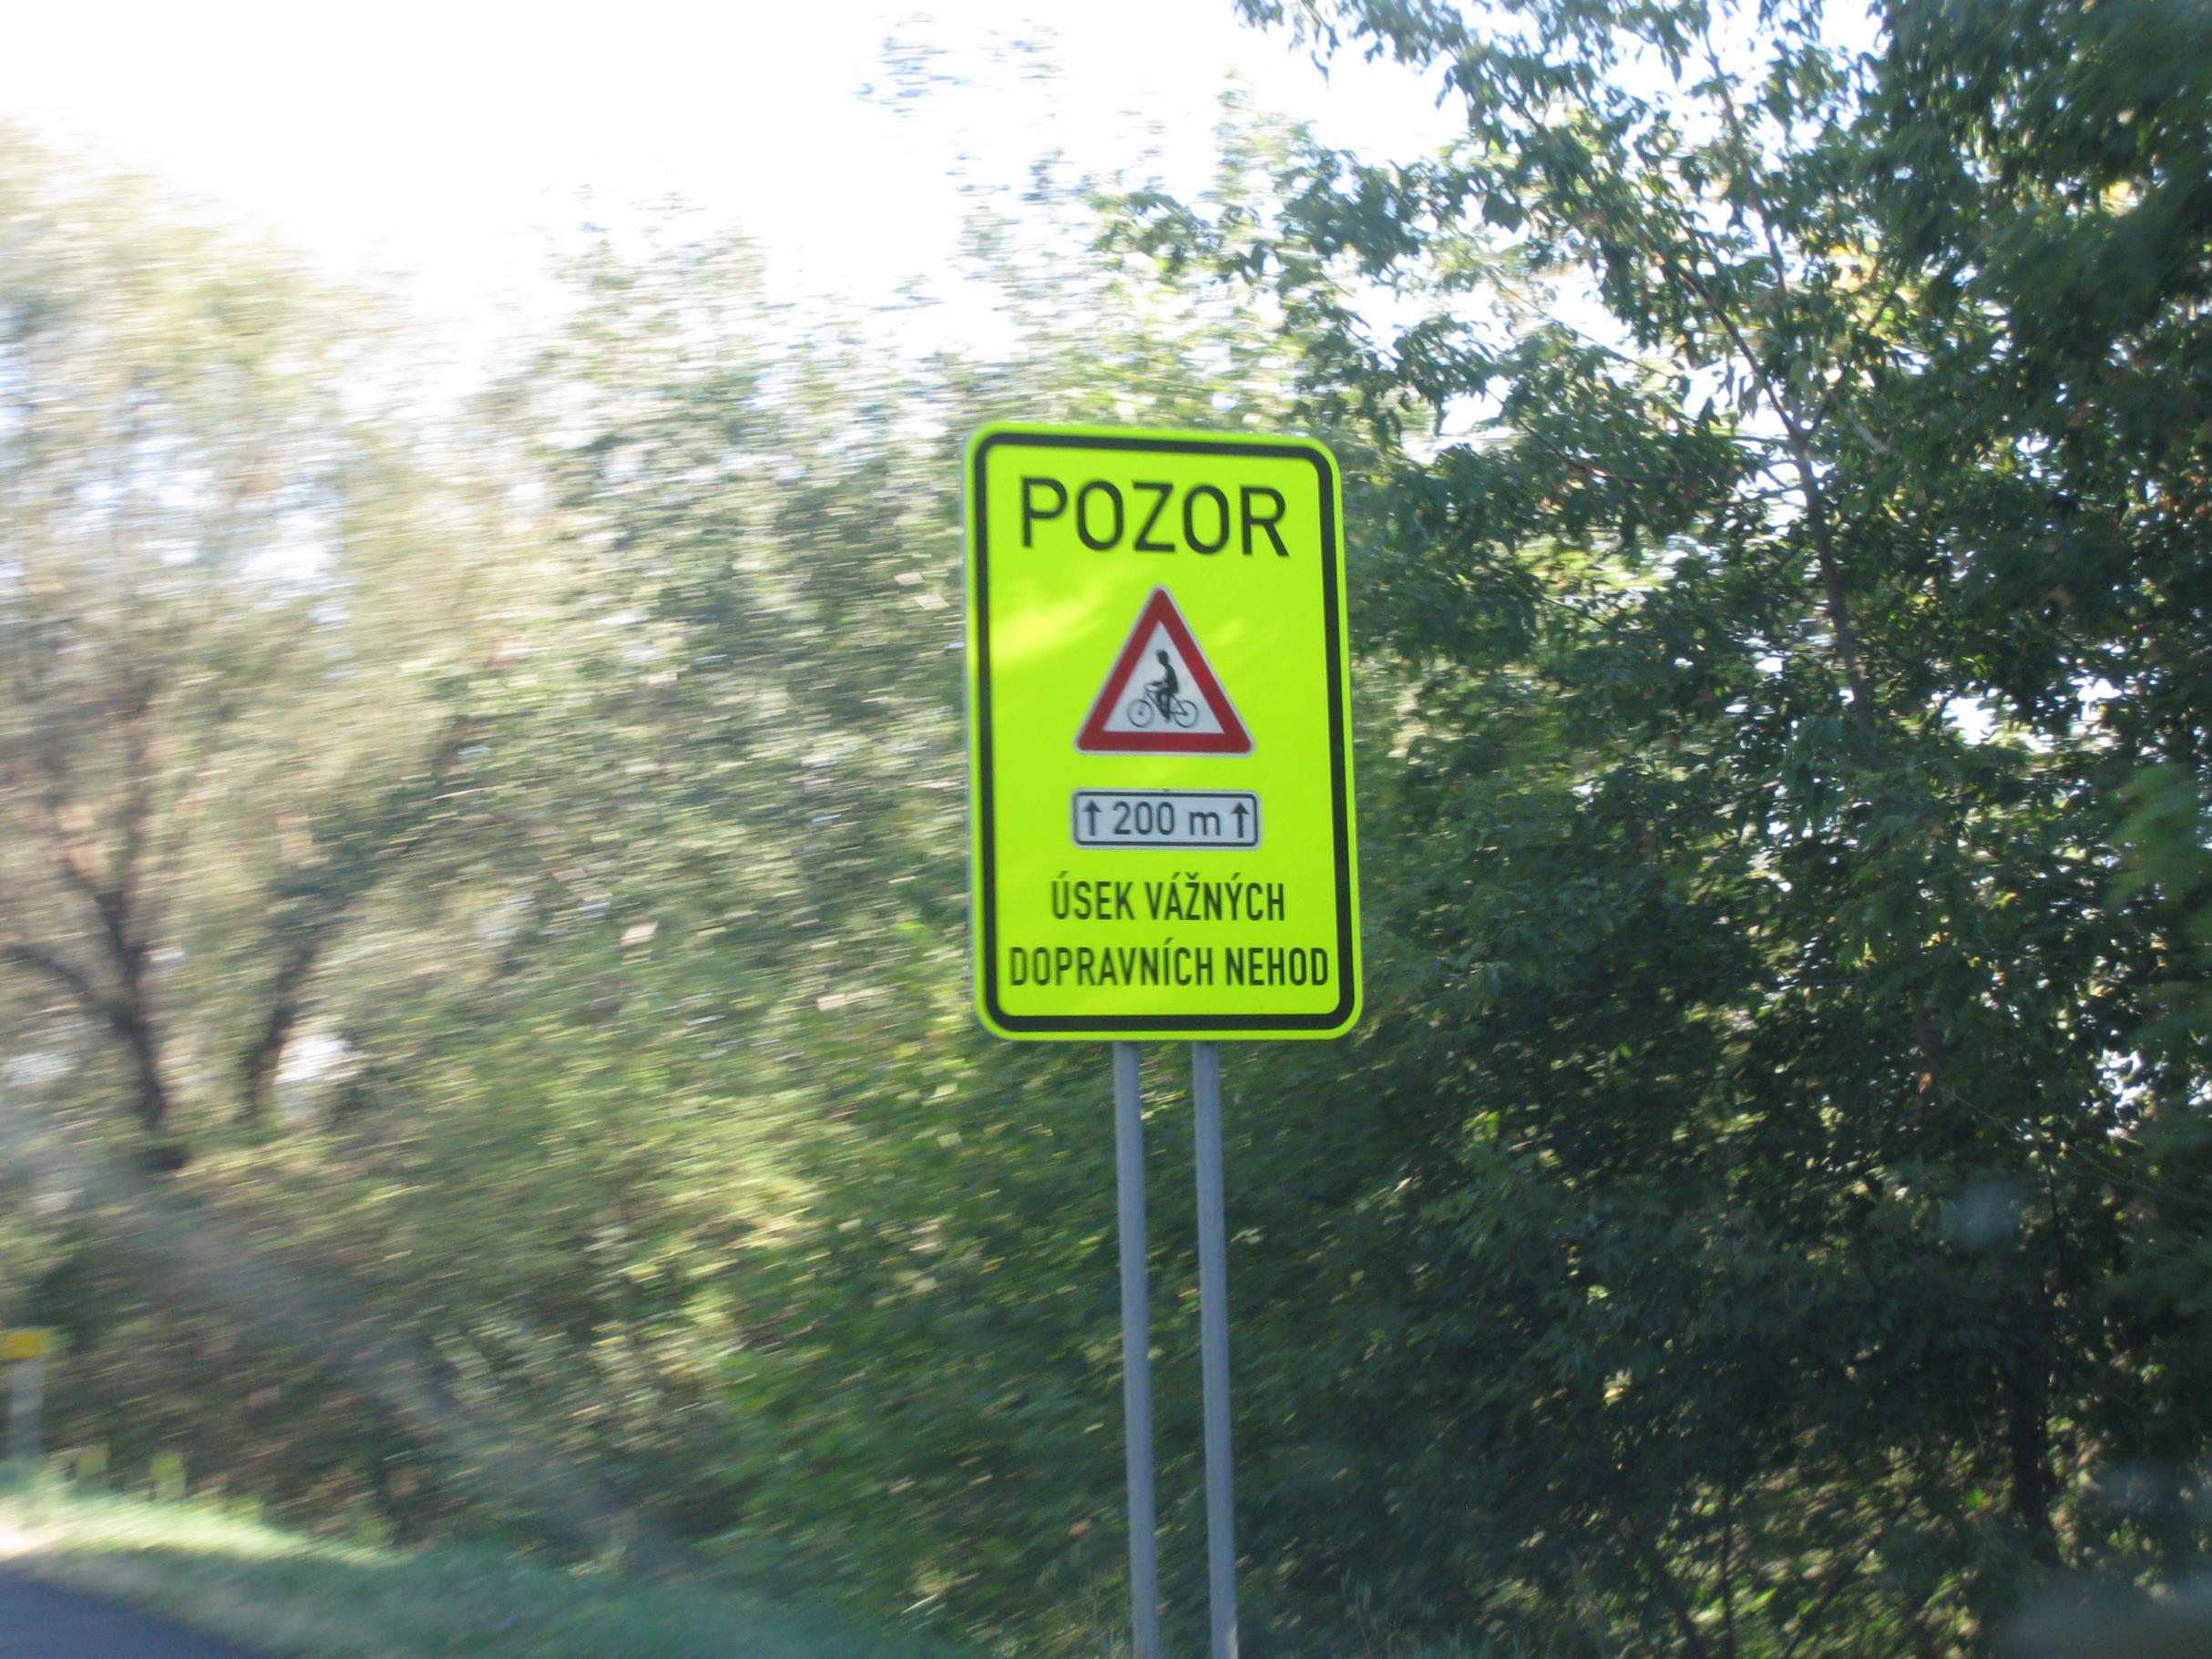 POZOR
↑ 200 m ↑
ÚSEK VÁŽNÝCH
DOPRAVNÍCH NEHOD